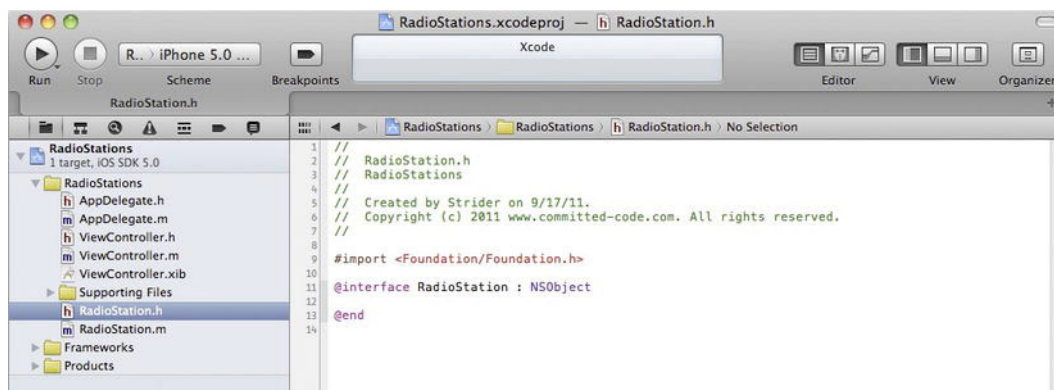 RadioStations.xcodeproj — h RadioStation.h
R.. 〉 iPhone 5.0 ...
Xcode
Run Stop Scheme Breakpoints Editor View Organizer
RadioStation.h
RadioStations 〉 RadioStations 〉 h RadioStation.h 〉 No Selection
RadioStations
1 target, iOS SDK 5.0
RadioStations
h AppDelegate.h
m AppDelegate.m
h ViewController.h
m ViewController.m
ViewController.xib
Supporting Files
h RadioStation.h
m RadioStation.m
Frameworks
Products
1 //
2 // RadioStation.h
3 // RadioStations
4 //
5 // Created by Strider on 9/17/11.
6 // Copyright (c) 2011 www.committed-code.com. All rights reserved.
7 //
8
9 #import <Foundation/Foundation.h>
10
11 @interface RadioStation : NSObject
12
13 @end
14